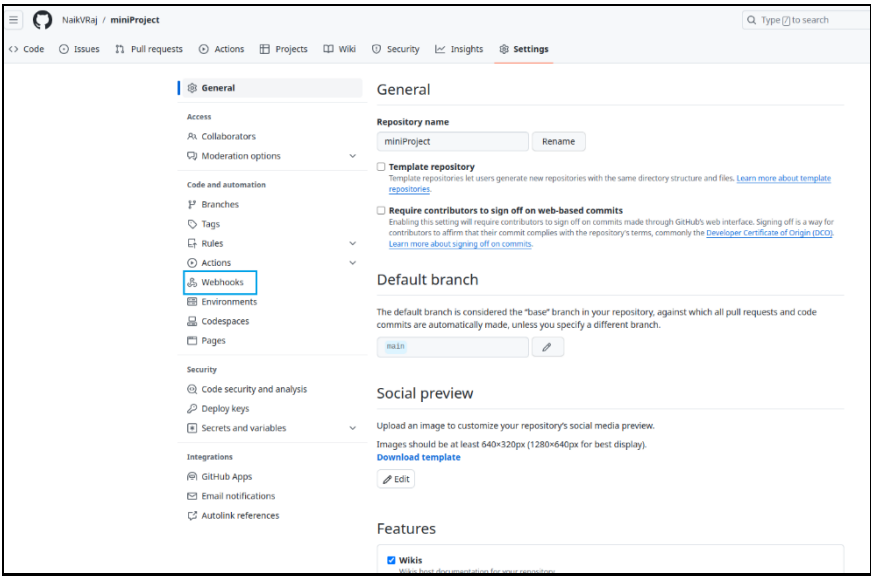 NaikVRaj / miniProject
Type / to search
Code Issues Pull requests Actions Projects Wiki Security Insights Settings
General
Access
Collaborators
Moderation options
Code and automation
Branches
Tags
Rules
Actions
Webhooks
Environments
Codespaces
Pages
Security
Code security and analysis
Deploy keys
Secrets and variables
Integrations
GitHub Apps
Email notifications
Autolink references
General
Repository name
miniProject Rename
Template repository
Template repositories let users generate new repositories with the same directory structure and files. Learn more about template
repositories.
Require contributors to sign off on web-based commits
Enabling this setting will require contributors to sign off on commits made through GitHub's web interface. Signing off is a way for
contributors to affirm that their commit complies with the repository's terms, commonly the Developer Certificate of Origin (DCO).
Learn more about signing off on commits.
Default branch
The default branch is considered the "base" branch in your repository, against which all pull requests and code
commits are automatically made, unless you specify a different branch.
main
Social preview
Upload an image to customize your repository's social media preview.
Images should be at least 640×320px (1280×640px for best display).
Download template
Edit
Features
Wikis
Wikis host documentation for your repository.